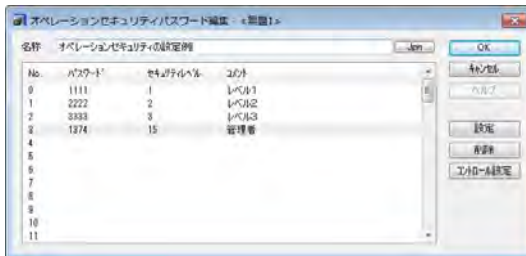 オペレーションセキュリティパスワード編集 - <無題1>
名称 オペレーションセキュリティの設定例 Jpn
No. パスワード セキュリティレベル コメント
0 1111 1 レベル1
1 2222 2 レベル2
2 3333 3 レベル3
3 1374 15 管理者
4
5
6
7
8
9
10
11
OK
キャンセル
ヘルプ
設定
削除
コントロール設定